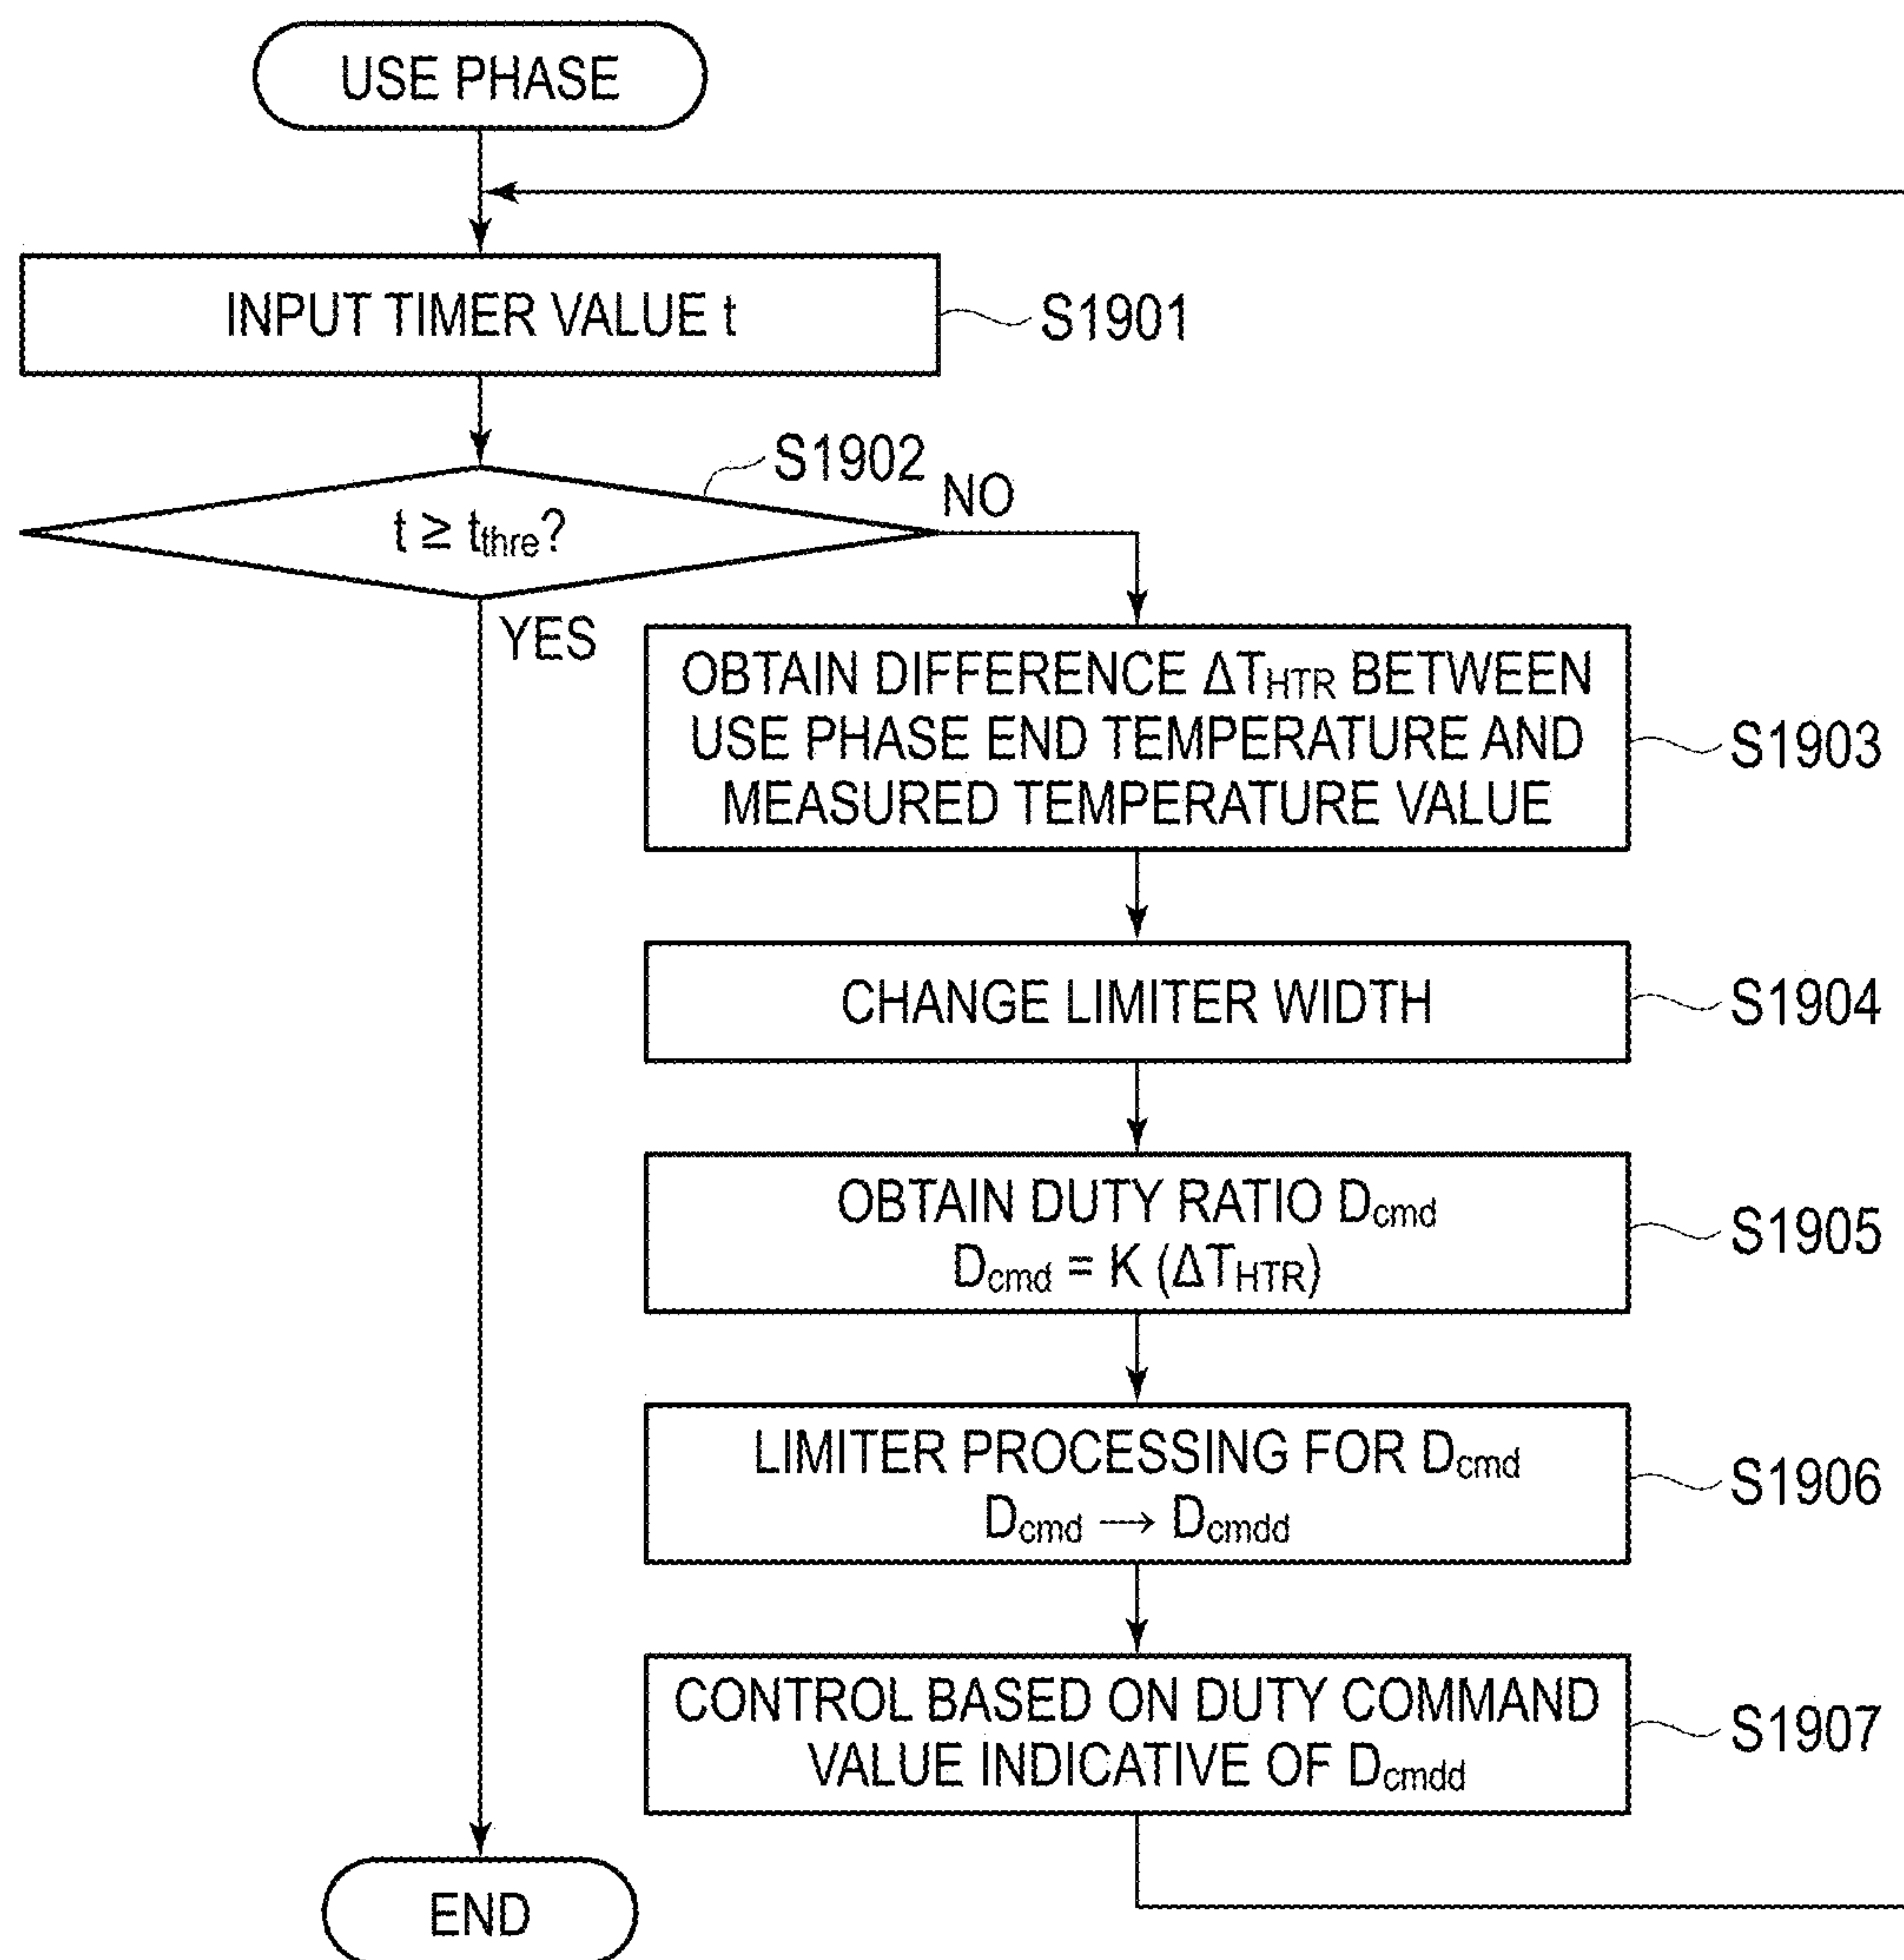 USE PHASE
INPUT TIMER VALUE t
S1901
S1902
t ≥ tthre?
NO
YES
OBTAIN DIFFERENCE ΔTHTR BETWEEN
USE PHASE END TEMPERATURE AND
MEASURED TEMPERATURE VALUE
S1903
CHANGE LIMITER WIDTH
S1904
OBTAIN DUTY RATIO Dcmd
Dcmd = K (ΔTHTR)
S1905
LIMITER PROCESSING FOR Dcmd
Dcmd → Dcmdd
S1906
CONTROL BASED ON DUTY COMMAND
VALUE INDICATIVE OF Dcmdd
S1907
END